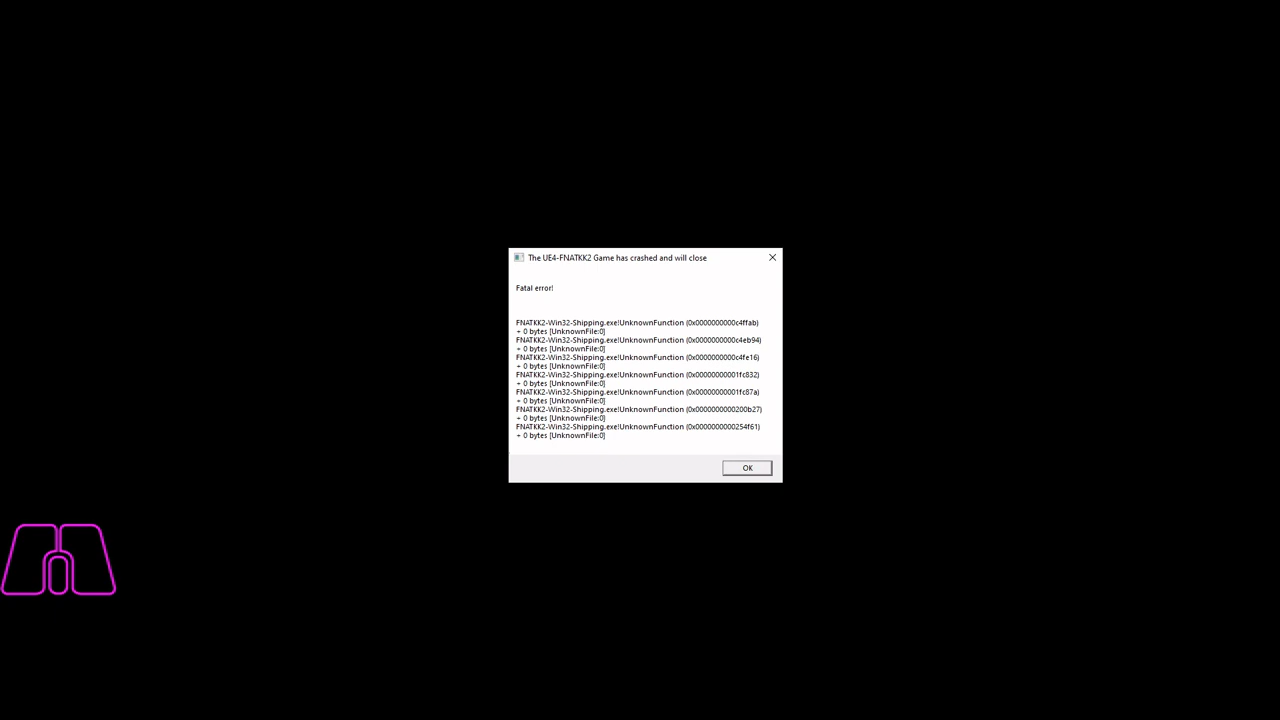 The UE4-FNATKK2 Game has crashed and will close
Fatal error!
FNATKK2-Win32-Shipping.exe!UnknownFunction (0x0000000000c4ffab)
+ 0 bytes [UnknownFile:0]
FNATKK2-Win32-Shipping.exe!UnknownFunction (0x0000000000c4eb94)
+ 0 bytes [UnknownFile:0]
FNATKK2-Win32-Shipping.exe!UnknownFunction (0x0000000000c4fe16)
+ 0 bytes [UnknownFile:0]
FNATKK2-Win32-Shipping.exe!UnknownFunction (0x00000000001fc832)
+ 0 bytes [UnknownFile:0]
FNATKK2-Win32-Shipping.exe!UnknownFunction (0x00000000001fc87a)
+ 0 bytes [UnknownFile:0]
FNATKK2-Win32-Shipping.exe!UnknownFunction (0x0000000000200b27)
+ 0 bytes [UnknownFile:0]
FNATKK2-Win32-Shipping.exe!UnknownFunction (0x0000000000254f61)
+ 0 bytes [UnknownFile:0]
OK